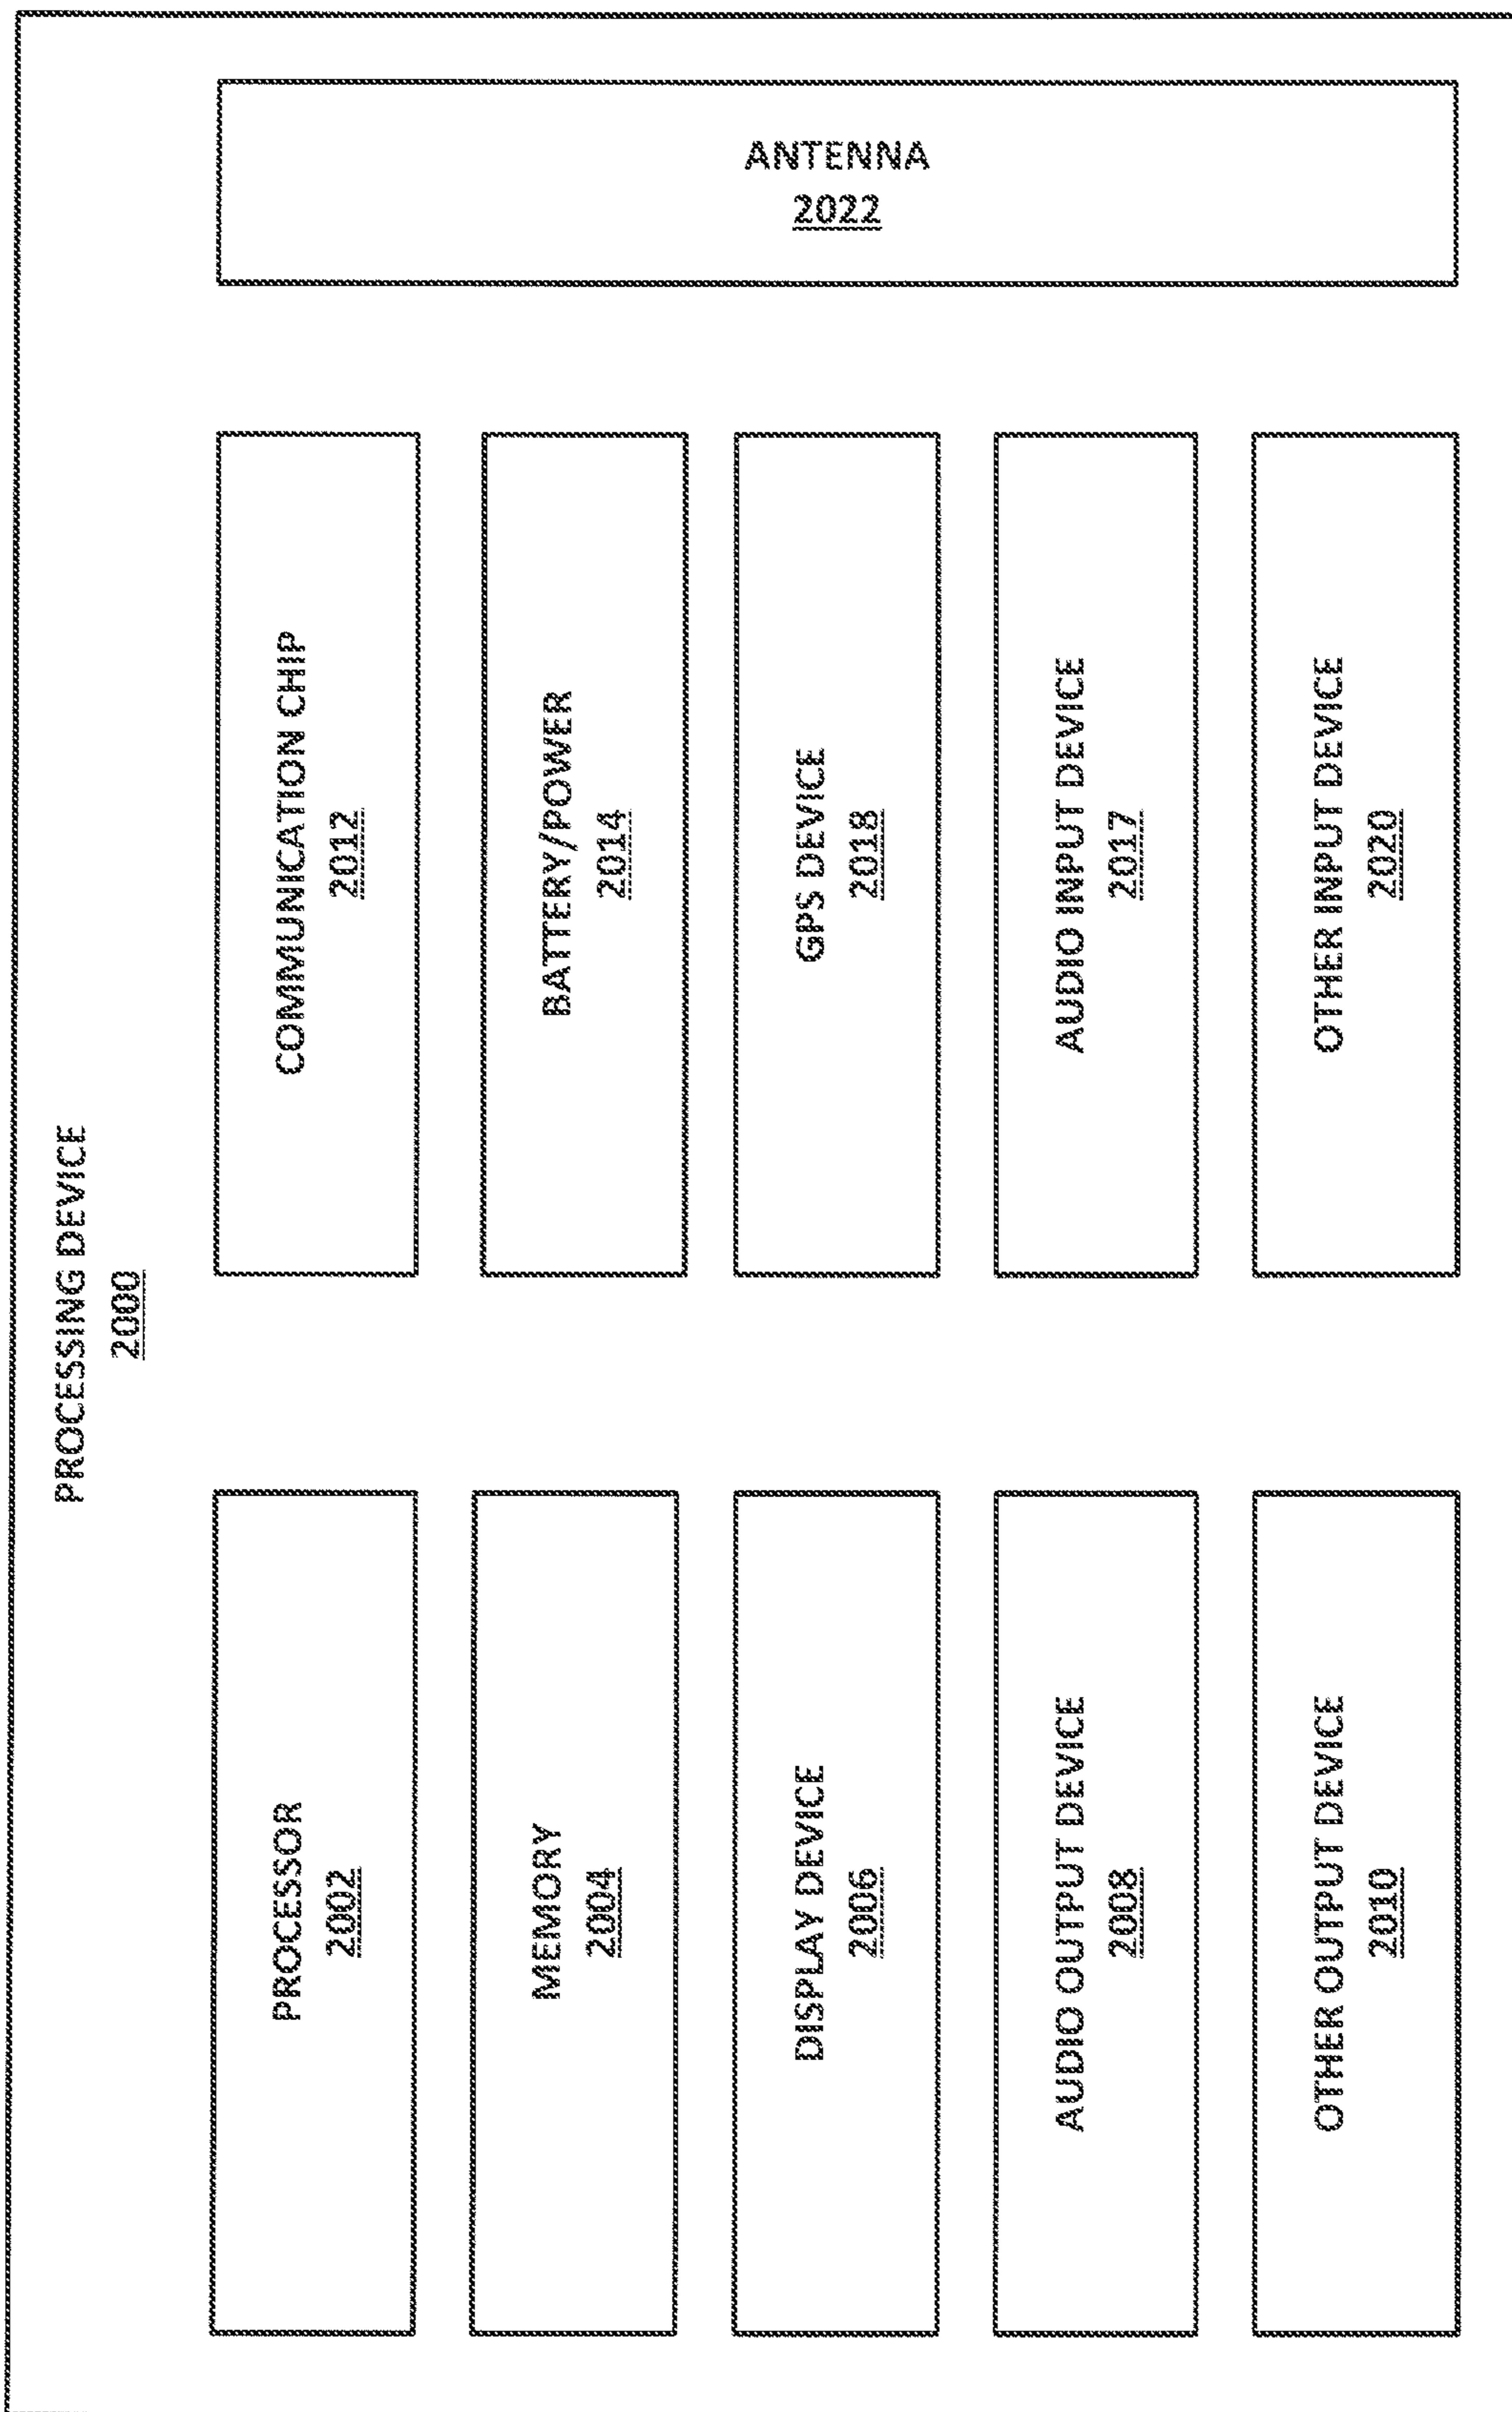 PROCESSING DEVICE
2000
PROCESSOR
2002
MEMORY
2004
DISPLAY DEVICE
2006
AUDIO OUTPUT DEVICE
2008
OTHER OUTPUT DEVICE
2010
COMMUNICATION CHIP
2012
BATTERY/POWER
2014
GPS DEVICE
2018
AUDIO INPUT DEVICE
2017
OTHER INPUT DEVICE
2020
ANTENNA
2022